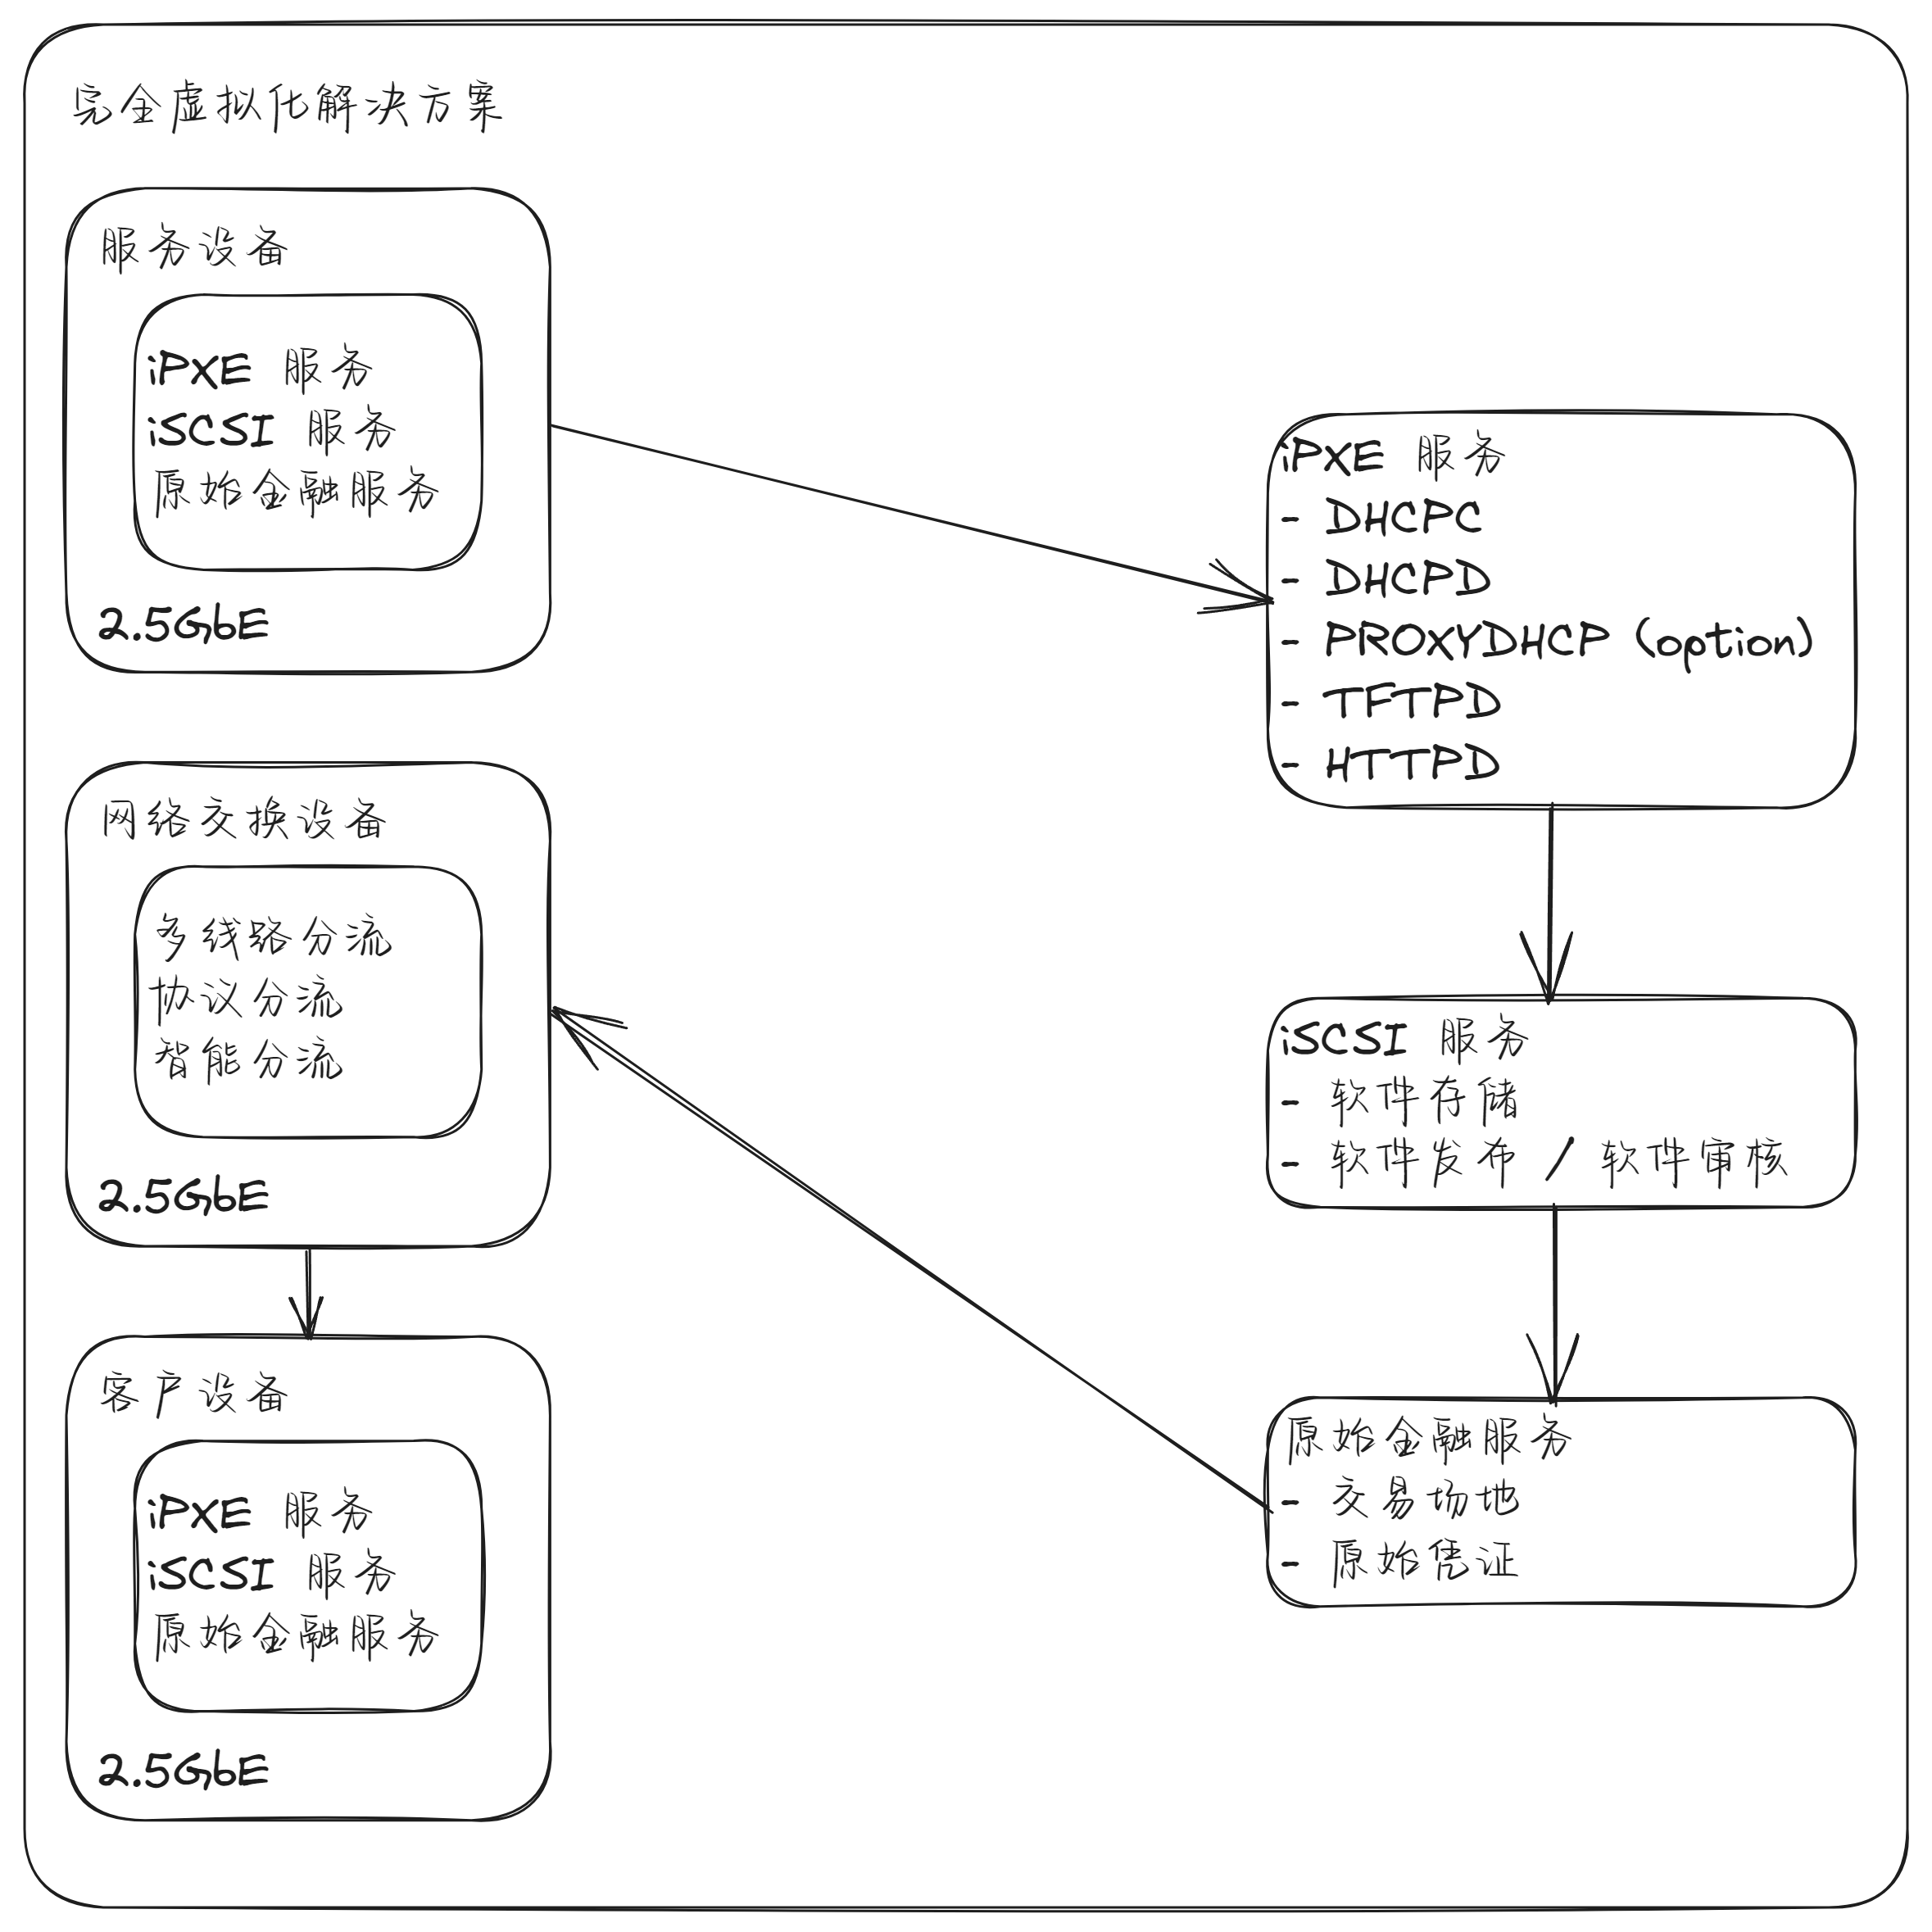 完全虚拟化解决方案
服务设备
iPXE 服务
iSCSI 服务
原始金融服务
2.5GbE
iPXE 服务
- DHCPC
- DHCPD
- PROXYDHCP (option)
- TFTPD
- HTTPD
iSCSI 服务
- 软件存储
- 软件发布 / 软件审核
原始金融服务
- 交易场地
- 原始凭证
网络交换设备
多线路分流
协议分流
智能分流
2.5GbE
客户设备
iPXE 服务
iSCSI 服务
原始金融服务
2.5GbE